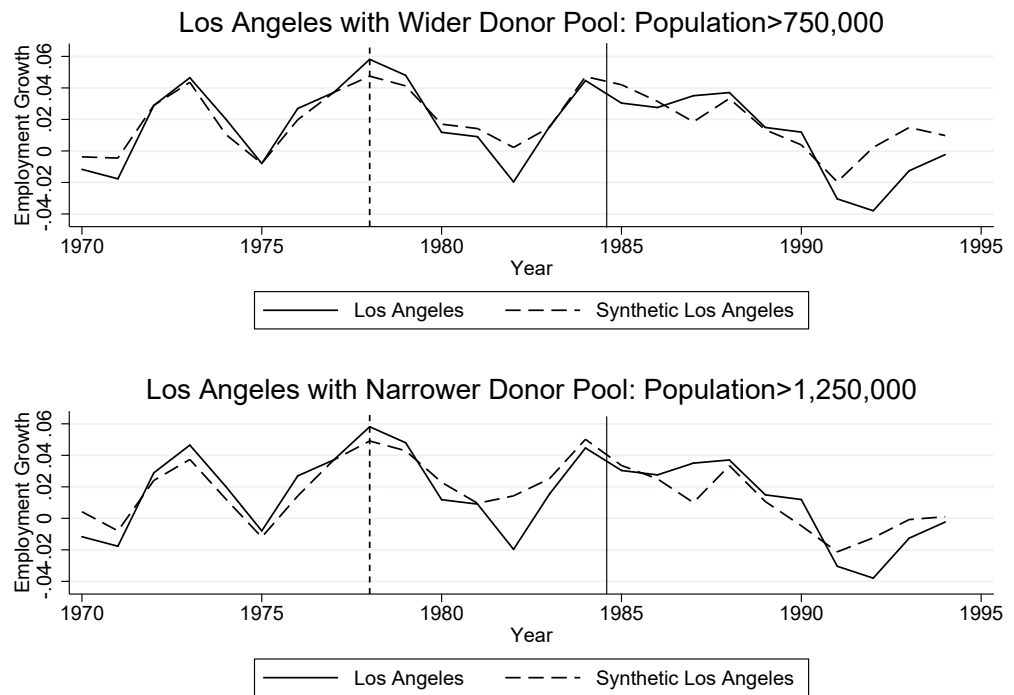 Los Angeles with Wider Donor Pool: Population>750,000
Employment Growth
.06
.04
.02
0
-.02
-.04
1970 1975 1980 1985 1990 1995
Year
Los Angeles Synthetic Los Angeles
Los Angeles with Narrower Donor Pool: Population>1,250,000
Employment Growth
.06
.04
.02
0
-.02
-.04
1970 1975 1980 1985 1990 1995
Year
Los Angeles Synthetic Los Angeles